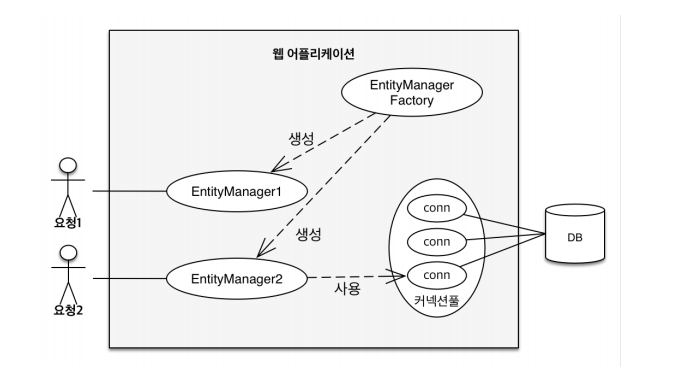 웹 어플리케이션
EntityManager
Factory
생성
EntityManager1
요청1
conn
생성
conn
DB
EntityManager2
사용
conn
커넥션풀
요청2